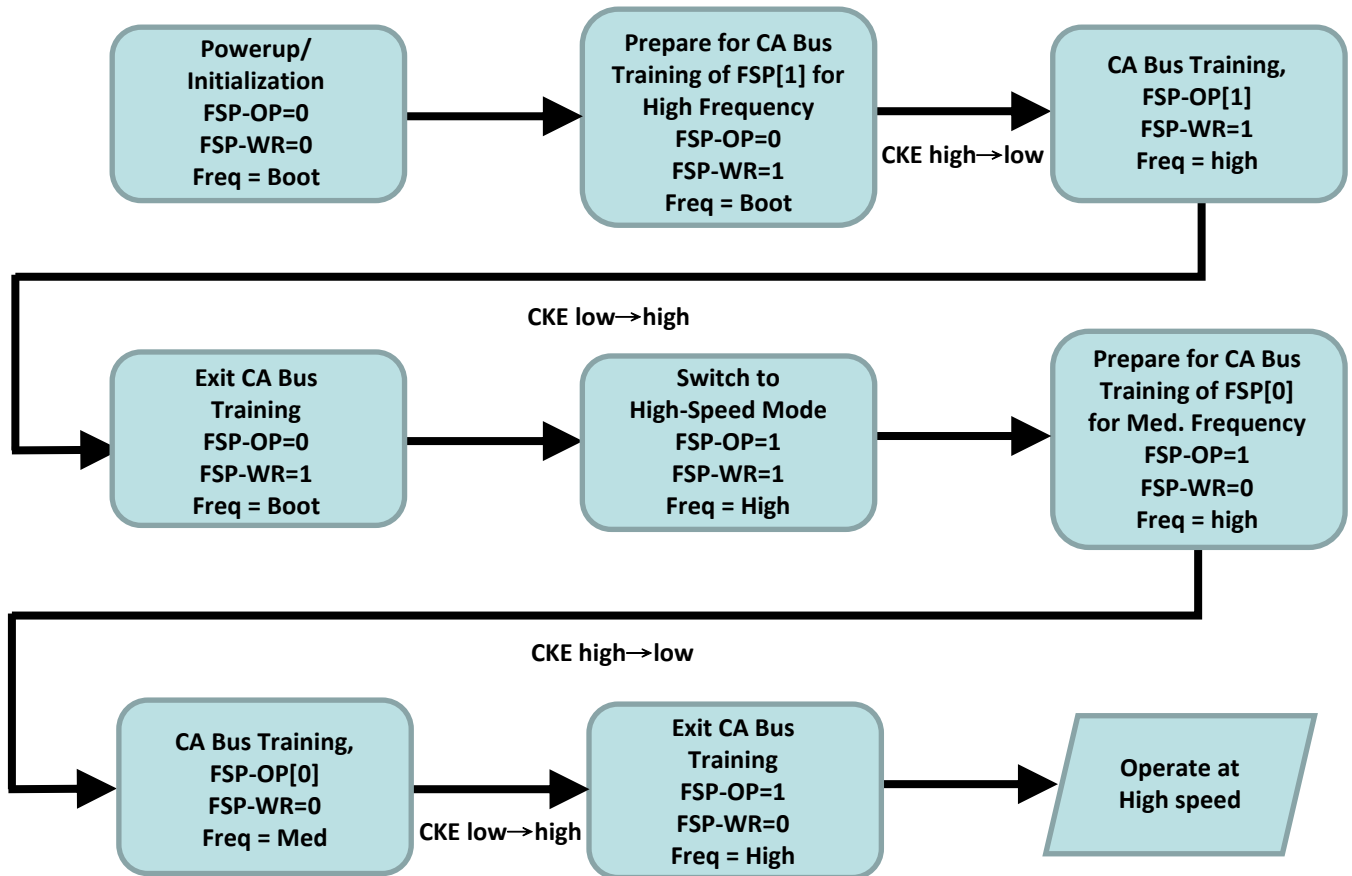 Powerup/
Initialization
FSP-OP=0
FSP-WR=0
Freq = Boot
Prepare for CA Bus
Training of FSP[1] for
High Frequency
FSP-OP=0
FSP-WR=1
Freq = Boot
CKE high→low
CA Bus Training,
FSP-OP[1]
FSP-WR=1
Freq = high
CKE low→high
Exit CA Bus
Training
FSP-OP=0
FSP-WR=1
Freq = Boot
Switch to
High-Speed Mode
FSP-OP=1
FSP-WR=1
Freq = High
Prepare for CA Bus
Training of FSP[0]
for Med. Frequency
FSP-OP=1
FSP-WR=0
Freq = high
CKE high→low
CA Bus Training,
FSP-OP[0]
FSP-WR=0
Freq = Med
CKE low→high
Exit CA Bus
Training
FSP-OP=1
FSP-WR=0
Freq = High
Operate at
High speed